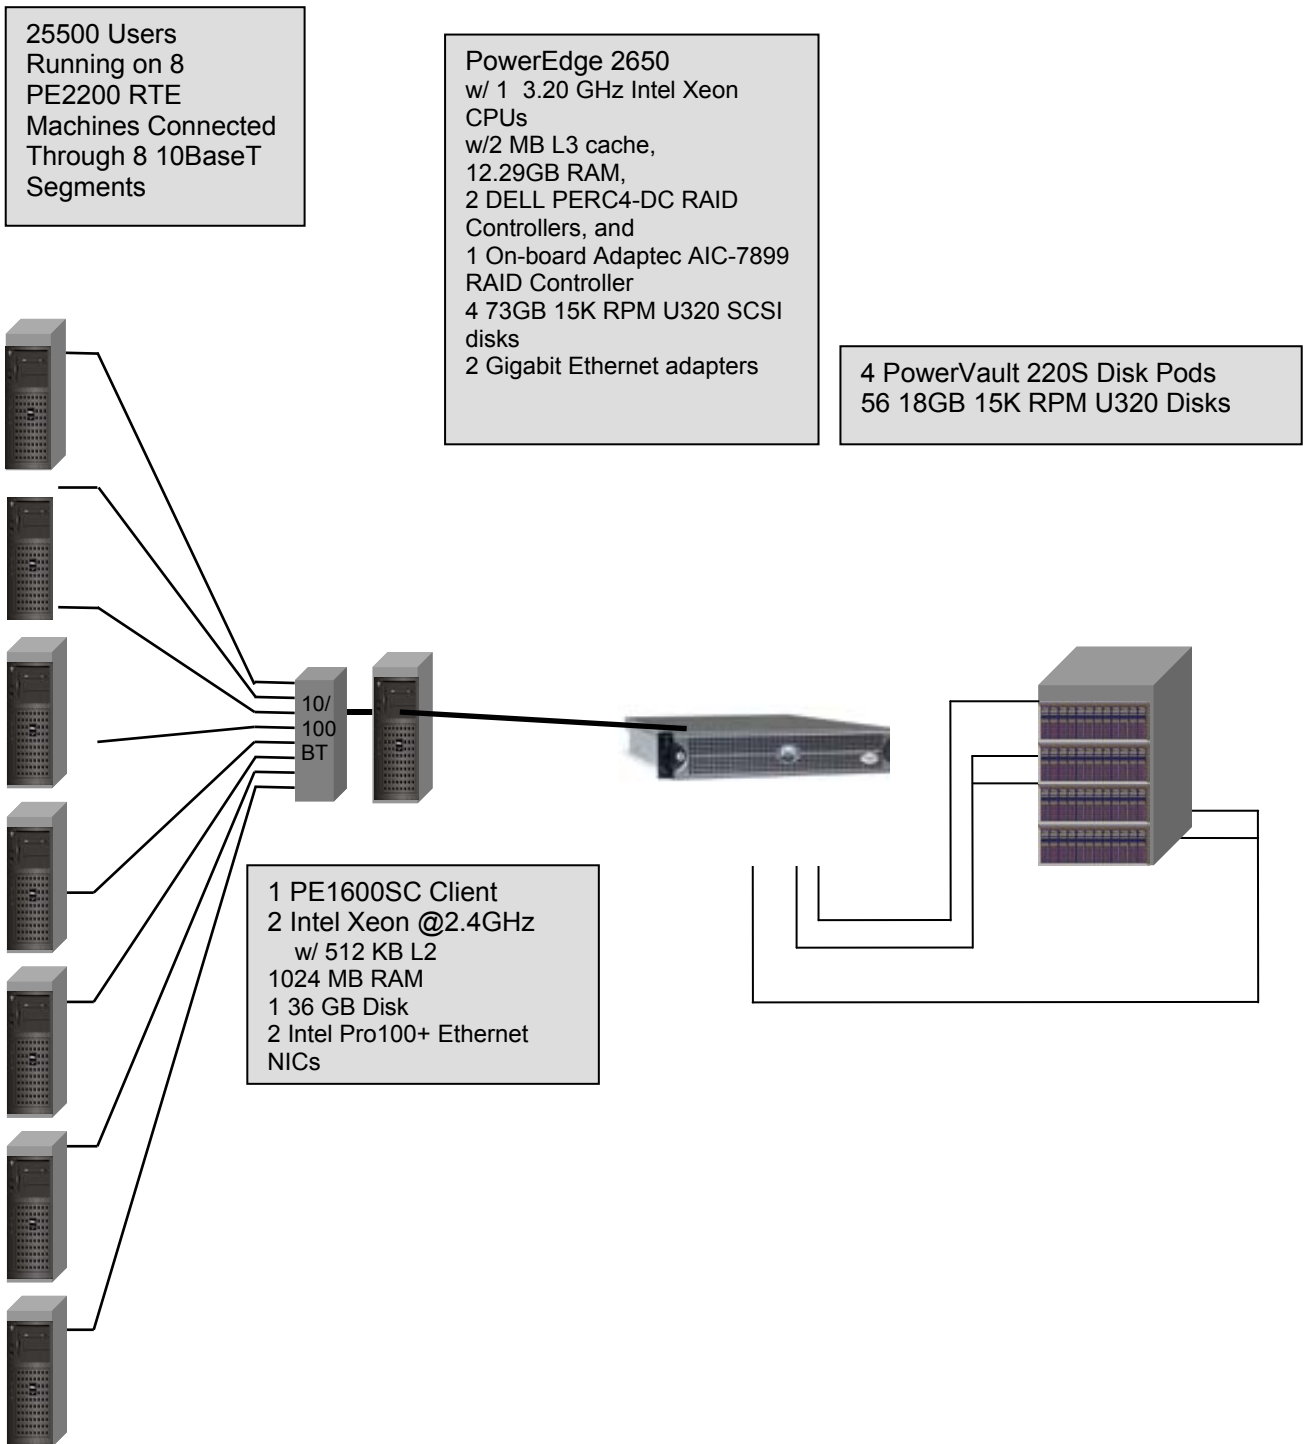 25500 Users
Running on 8
PE2200 RTE
Machines Connected
Through 8 10BaseT
Segments
PowerEdge 2650
w/ 1 3.20 GHz Intel Xeon
CPUs
w/2 MB L3 cache,
12.29GB RAM,
2 DELL PERC4-DC RAID
Controllers, and
1 On-board Adaptec AIC-7899
RAID Controller
4 73GB 15K RPM U320 SCSI
disks
2 Gigabit Ethernet adapters
4 PowerVault 220S Disk Pods
56 18GB 15K RPM U320 Disks
10/
100
BT
1 PE1600SC Client
2 Intel Xeon @2.4GHz
w/ 512 KB L2
1024 MB RAM
1 36 GB Disk
2 Intel Pro100+ Ethernet
NICs